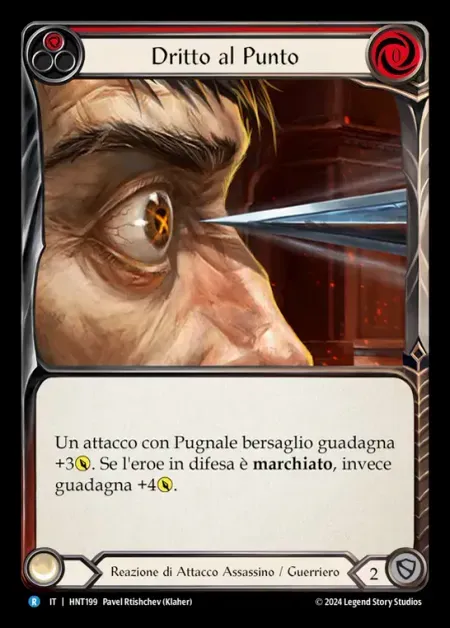 Dritto al Punto
0
Un attacco con Pugnale bersaglio guadagna
+3. Se l'eroe in difesa è marchiato, invece
guadagna +4.
Reazione di Attacco Assassino / Guerriero
2
R IT | HNT199 Pavel Rtishchev (Klaher) © 2024 Legend Story Studios